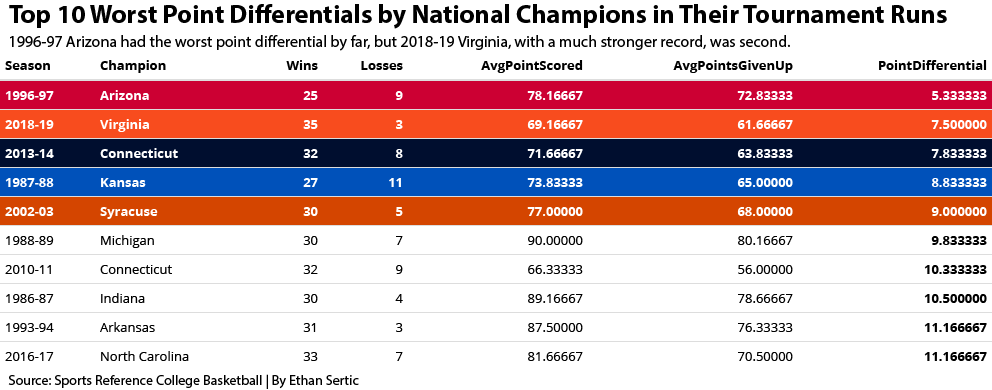 Top 10 Worst Point Differentials by National Champions in Their Tournament Runs
1996-97 Arizona had the worst point differential by far, but 2018-19 Virginia, with a much stronger record, was second.
Season Champion Wins Losses AvgPointScored AvgPointsGivenUp PointDifferential
1996-97 Arizona 25 9 78.16667 72.83333 5.333333
2018-19 Virginia 35 3 69.16667 61.66667 7.500000
2013-14 Connecticut 32 8 71.66667 63.83333 7.833333
1987-88 Kansas 27 11 73.83333 65.00000 8.833333
2002-03 Syracuse 30 5 77.00000 68.00000 9.000000
1988-89 Michigan 30 7 90.00000 80.16667 9.833333
2010-11 Connecticut 32 9 66.33333 56.00000 10.333333
1986-87 Indiana 30 4 89.16667 78.66667 10.500000
1993-94 Arkansas 31 3 87.50000 76.33333 11.166667
2016-17 North Carolina 33 7 81.66667 70.50000 11.166667
Source: Sports Reference College Basketball | By Ethan Sertic